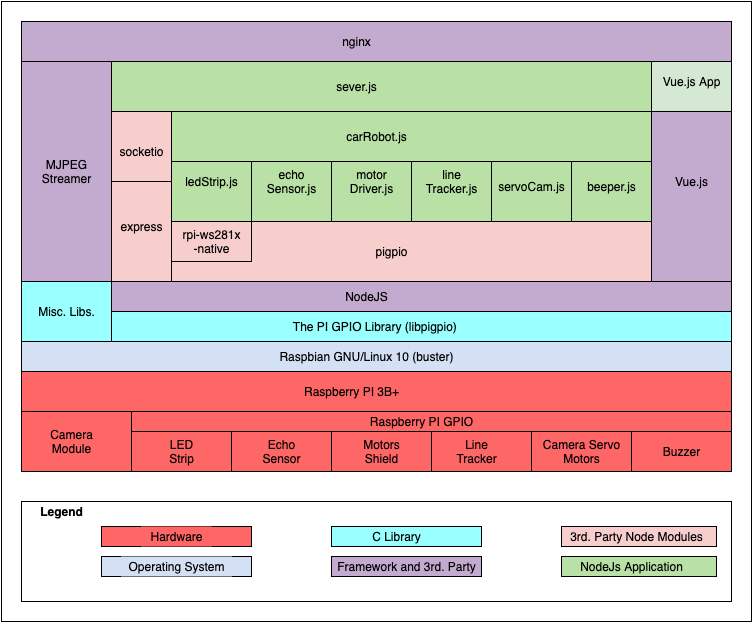 nginx
sever.js
Vue.js App
MJPEG
Streamer
socketio
carRobot.js
Vue.js
ledStrip.js
echo
Sensor.js
motor
Driver.js
line
Tracker.js
servoCam.js
beeper.js
express
rpi-ws281x
-native
pigpio
Misc. Libs.
NodeJS
The PI GPIO Library (libpigpio)
Raspbian GNU/Linux 10 (buster)
Raspberry PI 3B+
Camera
Module
Raspberry PI GPIO
LED
Strip
Echo
Sensor
Motors
Shield
Line
Tracker
Camera Servo
Motors
Buzzer
Legend
Hardware
C Library
3rd. Party Node Modules
Operating System
Framework and 3rd. Party
NodeJs Application